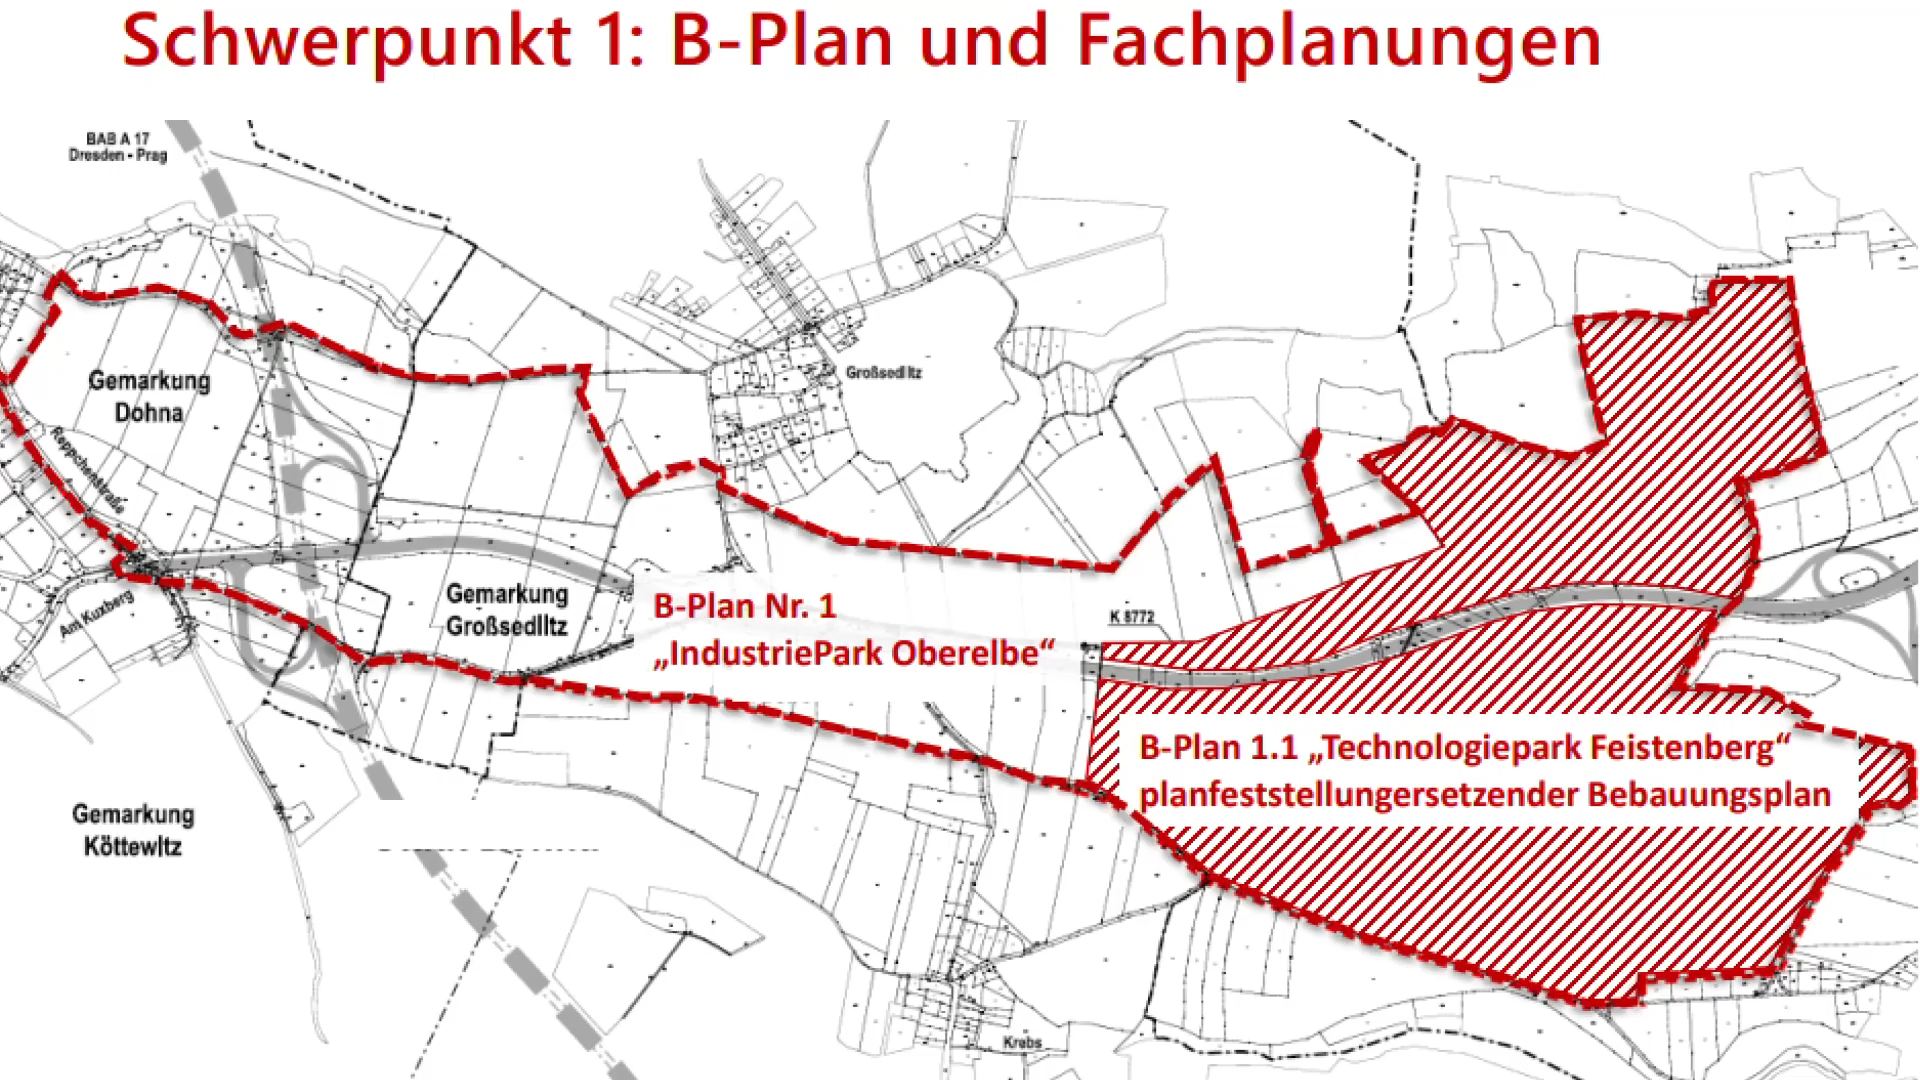 Schwerpunkt 1: B-Plan und Fachplanungen
BAB A 17
Dresden - Prag
Gemarkung
Dohna
Reppchenstraße
Großsedlitz
Am Kuxberg
Gemarkung
Großsedlitz
B-Plan Nr. 1
„IndustriePark Oberelbe“
K 8772
B-Plan 1.1 „Technologiepark Feistenberg“
planfeststellungersetzender Bebauungsplan
Gemarkung
Köttewitz
Krebs